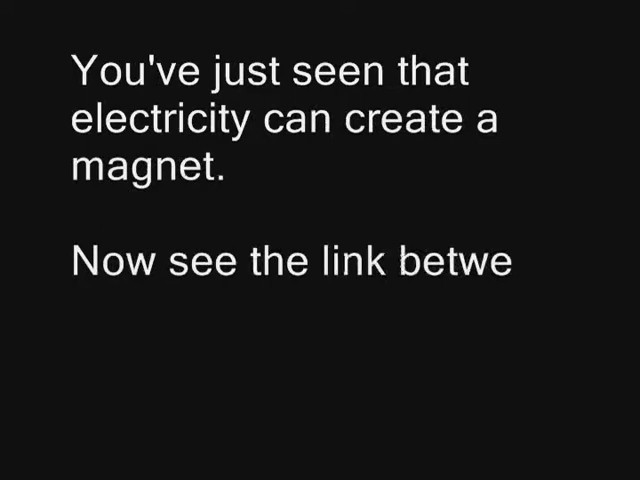 You've just seen that
electricity can create a
magnet.
Now see the link betwe